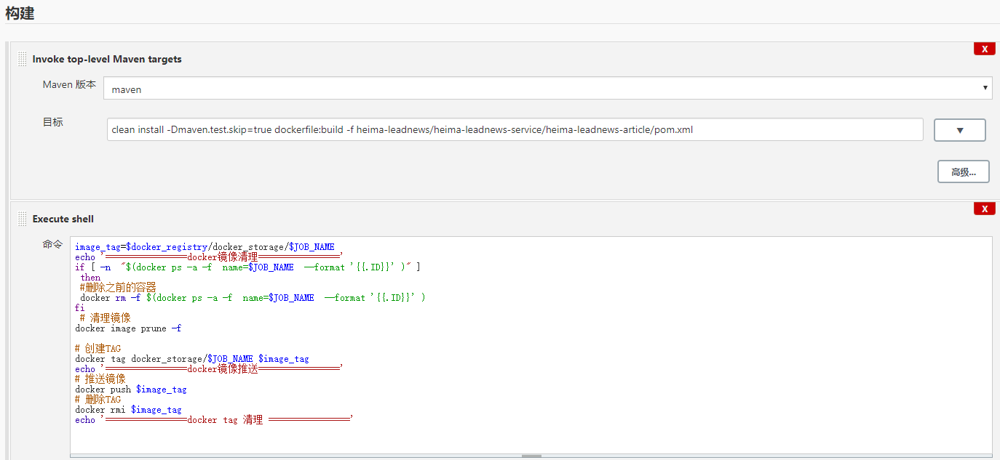 构建
Invoke top-level Maven targets
X
Maven 版本
maven
目标
clean install -Dmaven.test.skip=true dockerfile:build -f heima-leadnews/heima-leadnews-service/heima-leadnews-article/pom.xml
高级...
Execute shell
X
命令
image_tag=$docker_registry/docker_storage/$JOB_NAME
echo '================docker镜像清理================'
if [ -n  "$(docker ps -a -f  name=$JOB_NAME  --format '{{.ID}}' )" ]
then
#删除之前的容器
docker rm -f $(docker ps -a -f  name=$JOB_NAME  --format '{{.ID}}' )
fi
# 清理镜像
docker image prune -f
# 创建TAG
docker tag docker_storage/$JOB_NAME $image_tag
echo '================docker镜像推送================'
# 推送镜像
docker push $image_tag
# 删除TAG
docker rmi $image_tag
echo '================docker tag 清理 ================'